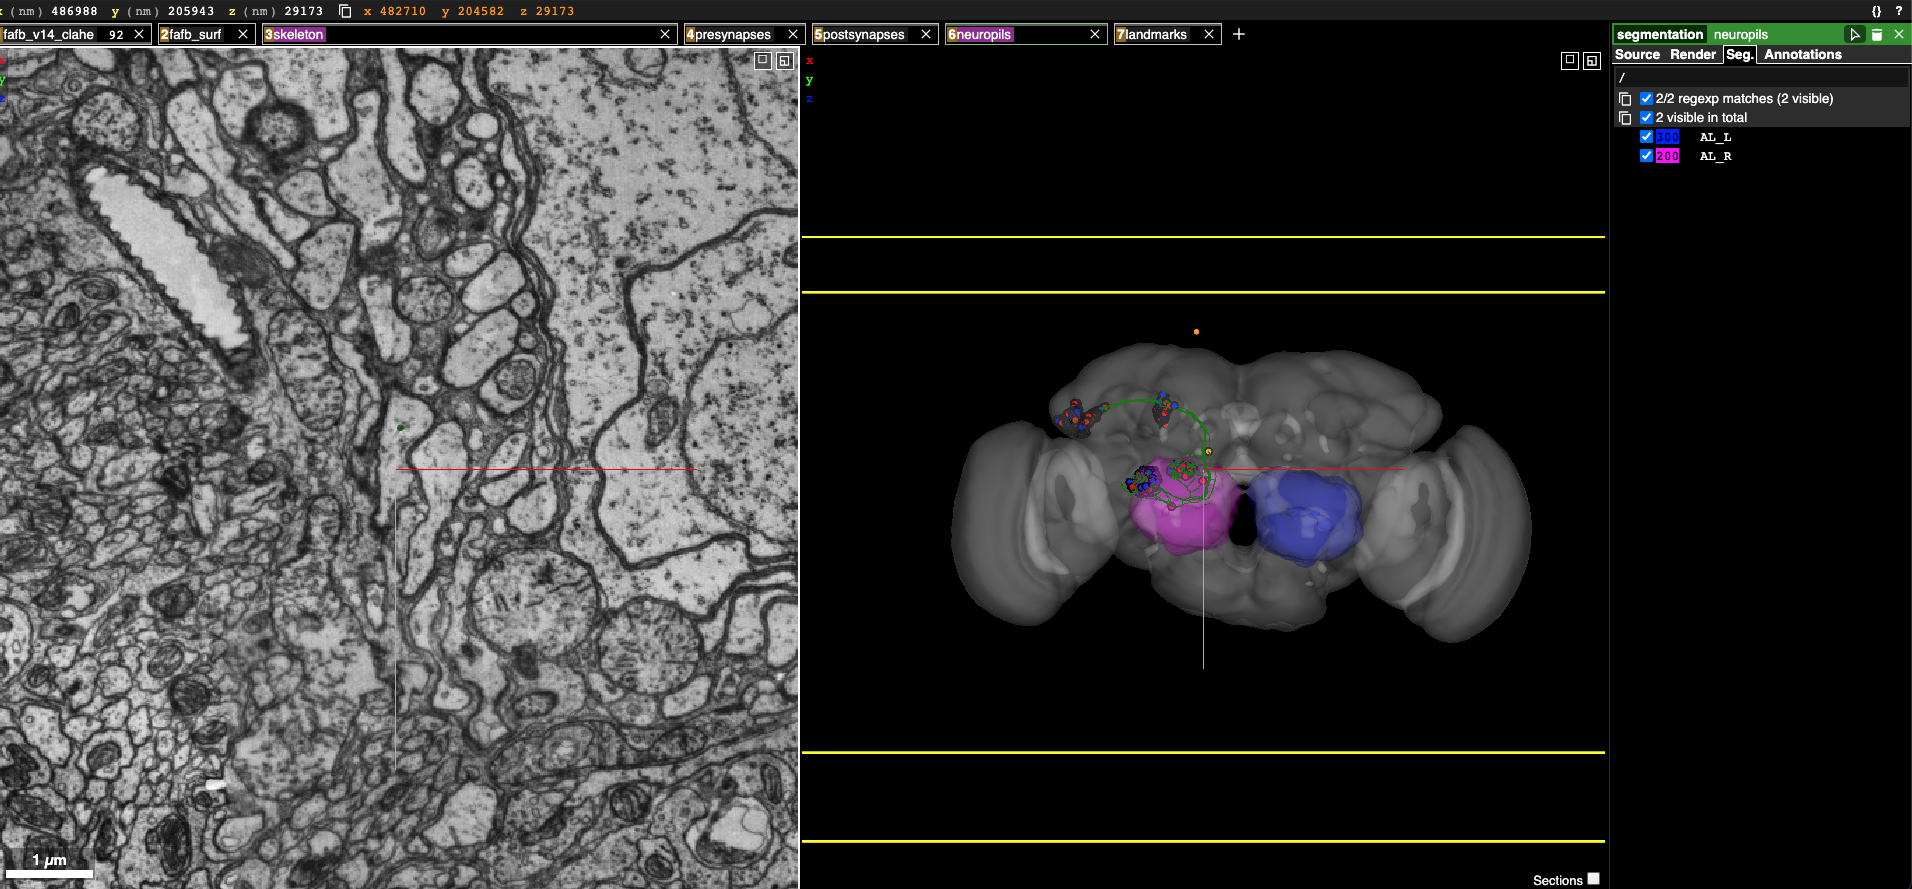 x (nm) 486988 y (nm) 205943 z (nm) 29173 x 482710 y 204582 z 29173 {} ?
fafb_v14_clahe 92 × 2fafb_surf × 3skeleton × 4presynapses × 5postsynapses × 6neuropils × 7landmarks × +
segmentation neuropils ×
Source Render Seg. Annotations
/
2/2 regexp matches (2 visible)
2 visible in total
300 AL_L
200 AL_R
x
y
z
x
y
z
1 µm
Sections